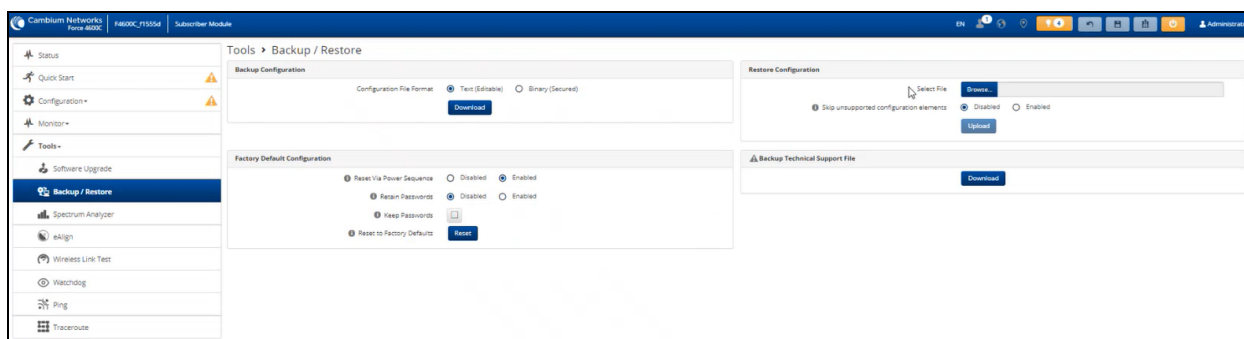 Cambium Networks
Force 4600C
F4600C_f1555d
Subscriber Module
EN
1
4
Administrat
Status
Quick Start
Configuration
Monitor
Tools
Software Upgrade
Backup / Restore
Spectrum Analyzer
eAlign
Wireless Link Test
Watchdog
Ping
Traceroute
Tools > Backup / Restore
Backup Configuration
Configuration File Format Text (Editable) Binary (Secured)
Download
Restore Configuration
Select File Browse...
Skip unsupported configuration elements Disabled Enabled
Upload
Factory Default Configuration
Reset Via Power Sequence Disabled Enabled
Retain Passwords Disabled Enabled
Keep Passwords
Reset to Factory Defaults Reset
Backup Technical Support File
Download